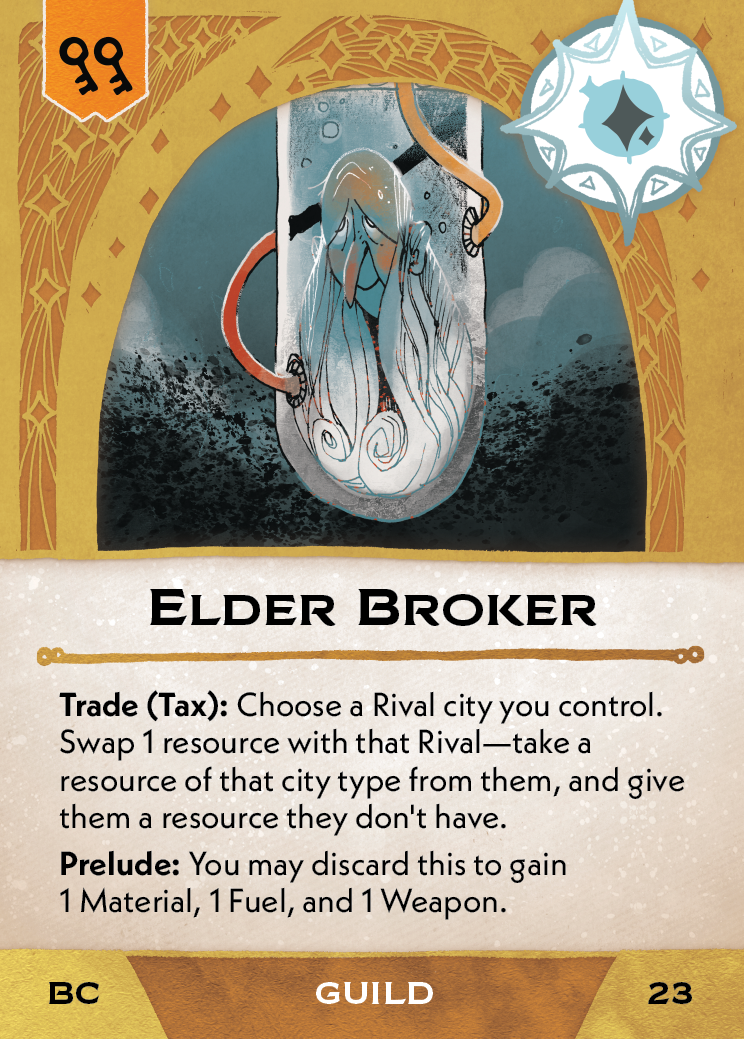 Elder Broker
Trade (Tax): Choose a Rival city you control.
Swap 1 resource with that Rival—take a
resource of that city type from them, and give
them a resource they don't have.
Prelude: You may discard this to gain
1 Material, 1 Fuel, and 1 Weapon.
BC GUILD 23